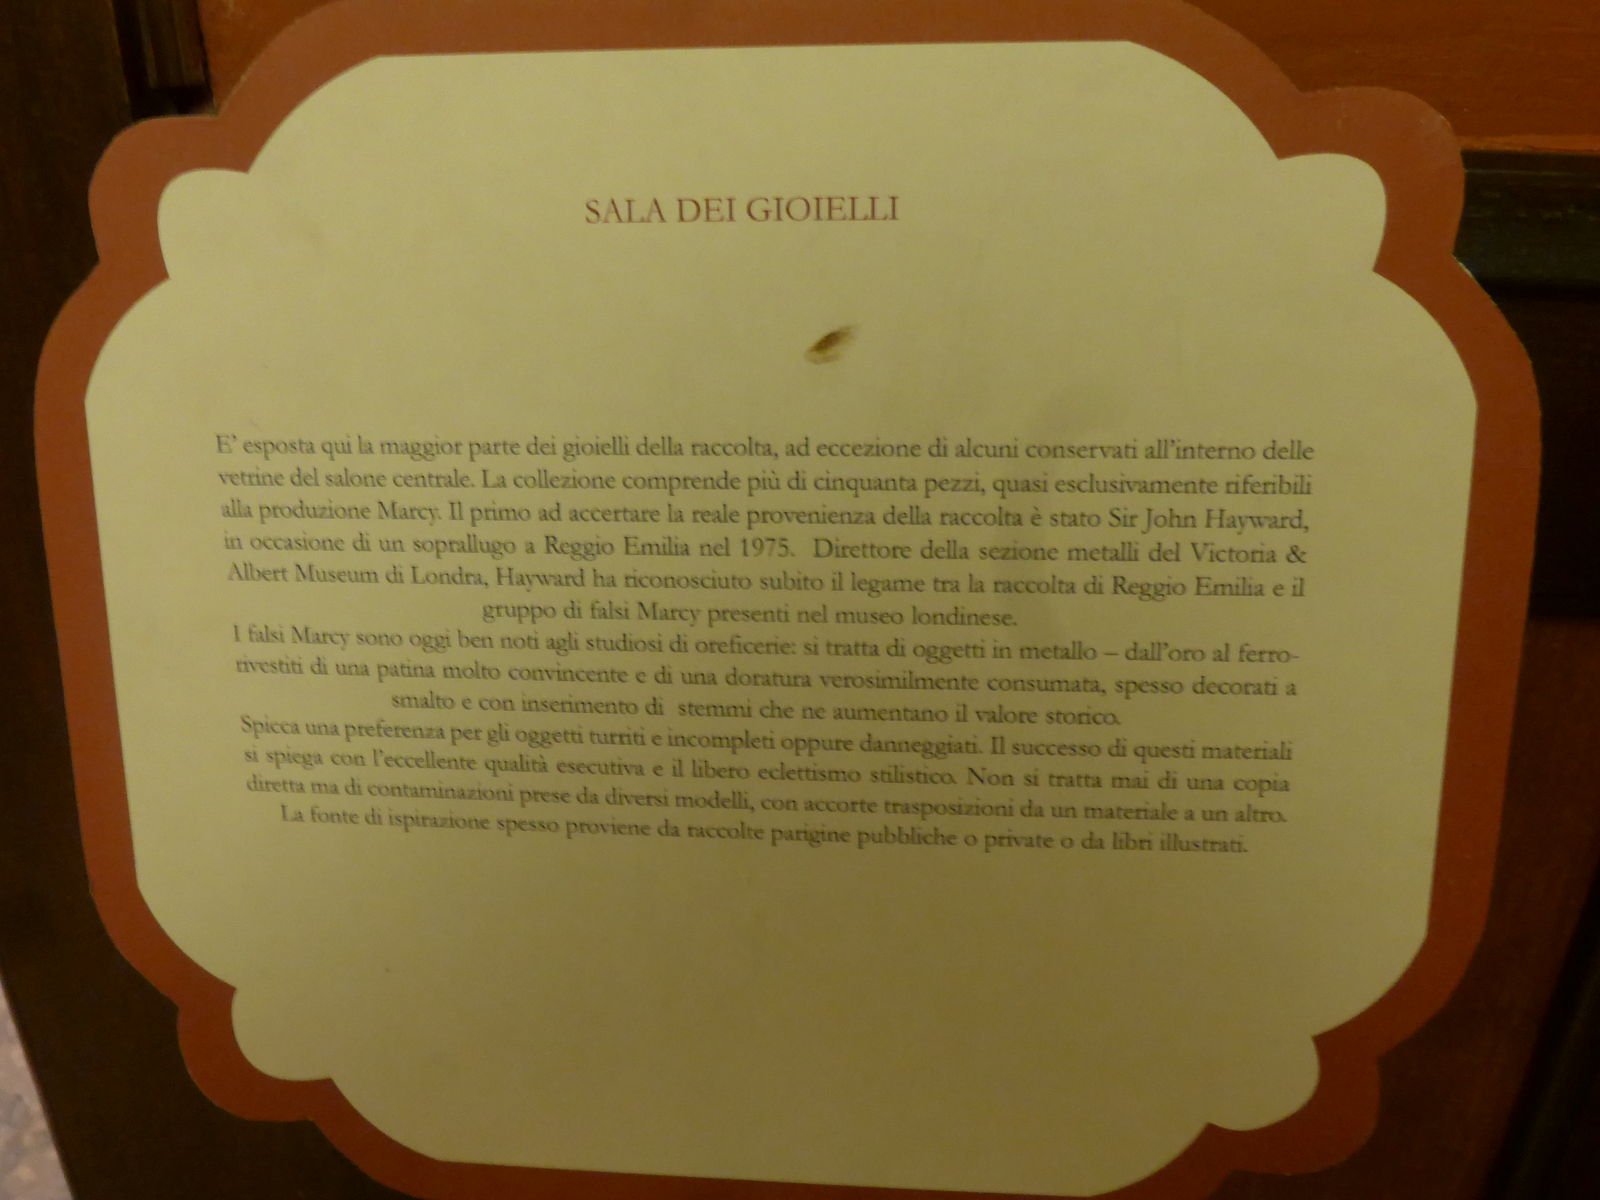 SALA DEI GIOIELLI
E' esposta qui la maggior parte dei gioielli della raccolta, ad eccezione di alcuni conservati all'interno delle
vetrine del salone centrale. La collezione comprende più di cinquanta pezzi, quasi esclusivamente riferibili
alla produzione Marcy. Il primo ad accertare la reale provenienza della raccolta è stato Sir John Hayward,
in occasione di un soprallugo a Reggio Emilia nel 1975. Direttore della sezione metalli del Victoria &
Albert Museum di Londra, Hayward ha riconosciuto subito il legame tra la raccolta di Reggio Emilia e il
gruppo di falsi Marcy presenti nel museo londinese.
I falsi Marcy sono oggi ben noti agli studiosi di oreficerie: si tratta di oggetti in metallo – dall'oro al ferro-
rivestiti di una patina molto convincente e di una doratura verosimilmente consumata, spesso decorati a
smalto e con inserimento di stemmi che ne aumentano il valore storico.
Spicca una preferenza per gli oggetti turriti e incompleti oppure danneggiati. Il successo di questi materiali
si spiega con l'eccellente qualità esecutiva e il libero eclettismo stilistico. Non si tratta mai di una copia
diretta ma di contaminazioni prese da diversi modelli, con accorte trasposizioni da un materiale a un altro.
La fonte di ispirazione spesso proviene da raccolte parigine pubbliche o private o da libri illustrati.